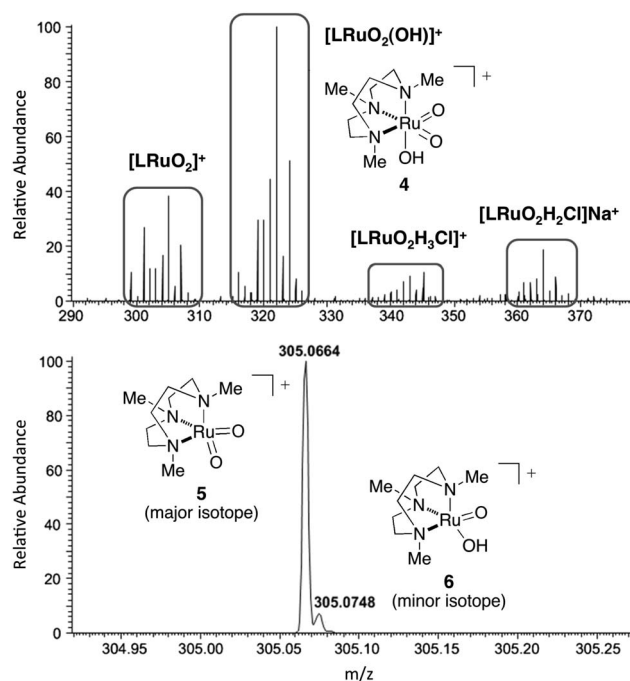 [LRuO₂(OH)]⁺
100
80
60
40
20
0
Relative Abundance
[LRuO₂]⁺
Me
N
Me
N
N
Me
Ru
O
O
OH
+
4
[LRuO₂H₃Cl]⁺
[LRuO₂H₂Cl]Na⁺
290 300 310 320 330 340 350 360 370
100
80
60
40
20
0
Relative Abundance
305.0664
Me
N
Me
N
N
Me
Ru
O
O
+
5
(major isotope)
305.0748
Me
N
Me
N
N
Me
Ru
O
OH
+
6
(minor isotope)
304.95 305.00 305.05 305.10 305.15 305.20 305.25
m/z